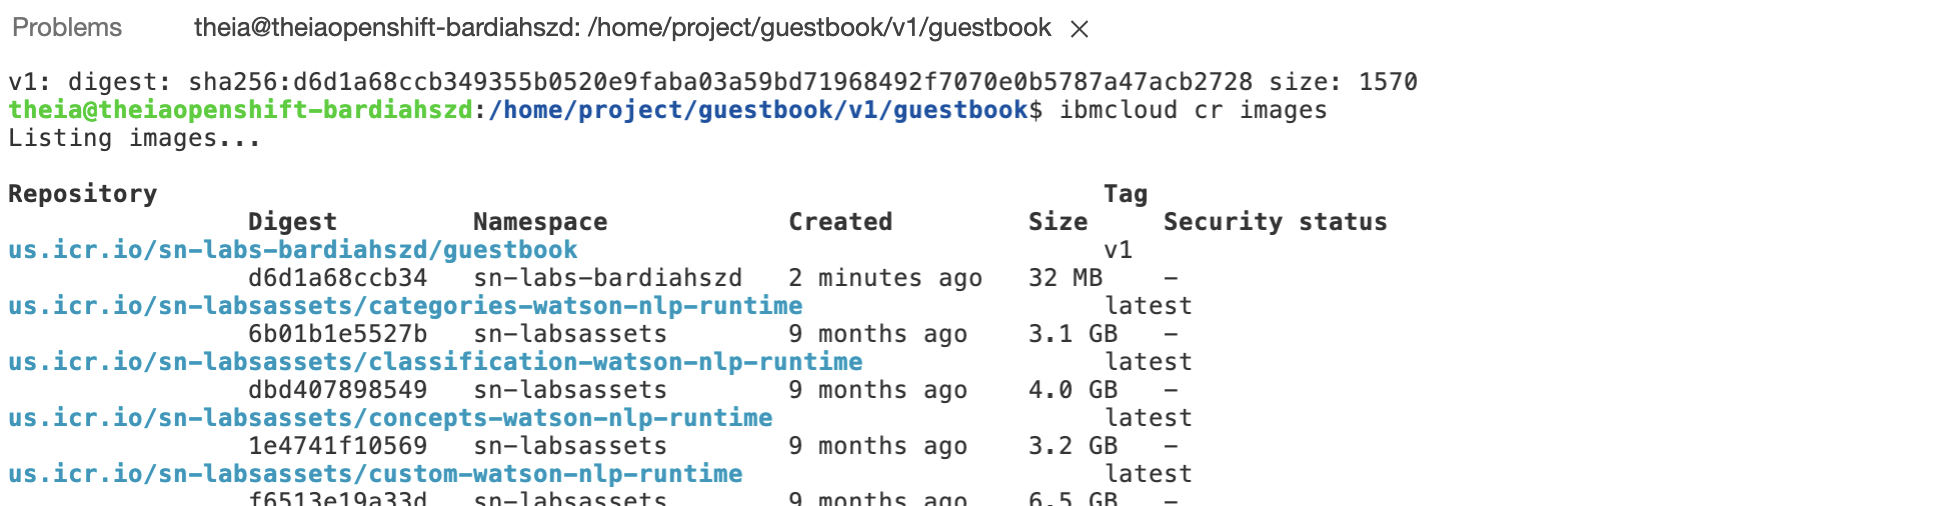 Problems theia@theiaopenshift-bardiahszd: /home/project/guestbook/v1/guestbook ×
v1: digest: sha256:d6d1a68ccb349355b0520e9faba03a59bd71968492f7070e0b5787a47acb2728 size: 1570
theia@theiaopenshift-bardiahszd:/home/project/guestbook/v1/guestbook$ ibmcloud cr images
Listing images...
Repository Tag
Digest Namespace Created Size Security status
us.icr.io/sn-labs-bardiahszd/guestbook v1
d6d1a68ccb34 sn-labs-bardiahszd 2 minutes ago 32 MB -
us.icr.io/sn-labsassets/categories-watson-nlp-runtime latest
6b01b1e5527b sn-labsassets 9 months ago 3.1 GB -
us.icr.io/sn-labsassets/classification-watson-nlp-runtime latest
dbd407898549 sn-labsassets 9 months ago 4.0 GB -
us.icr.io/sn-labsassets/concepts-watson-nlp-runtime latest
1e4741f10569 sn-labsassets 9 months ago 3.2 GB -
us.icr.io/sn-labsassets/custom-watson-nlp-runtime latest
f6513e19a33d sn-labsassets 9 months ago 6.5 GB -